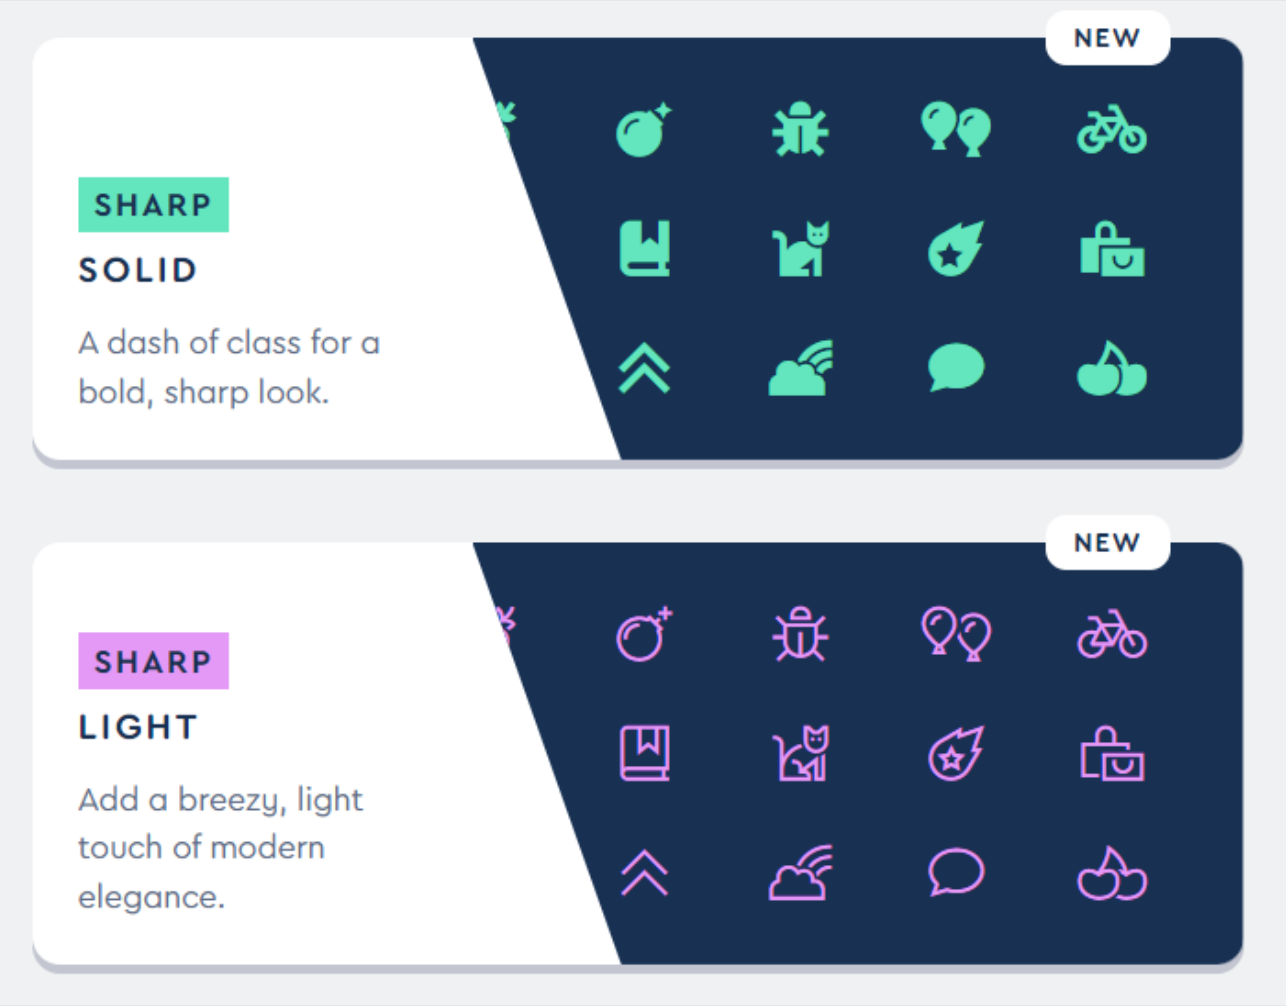 NEW
SHARP
SOLID
A dash of class for a
bold, sharp look.
NEW
SHARP
LIGHT
Add a breezy, light
touch of modern
elegance.